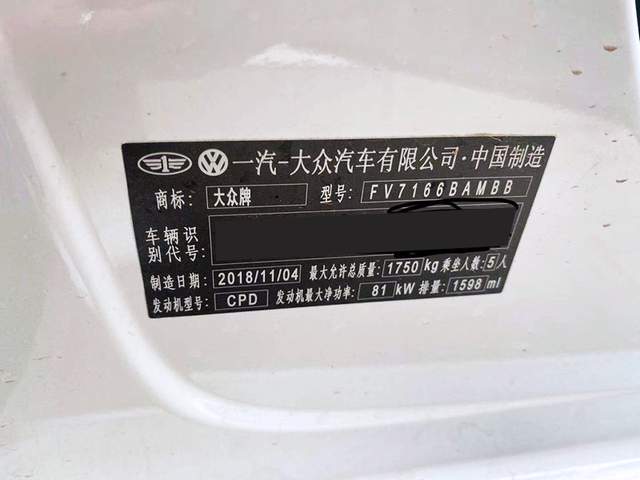 一汽-大众汽车有限公司·中国制造
商标: 大众牌 型号: FV7166BAMBB
车辆识
别代号:
制造日期: 2018/11/04 最大允许总质量: 1750 kg 乘坐人数: 5 人
发动机型号: CPD 发动机最大净功率: 81 kW 排量: 1598 ml